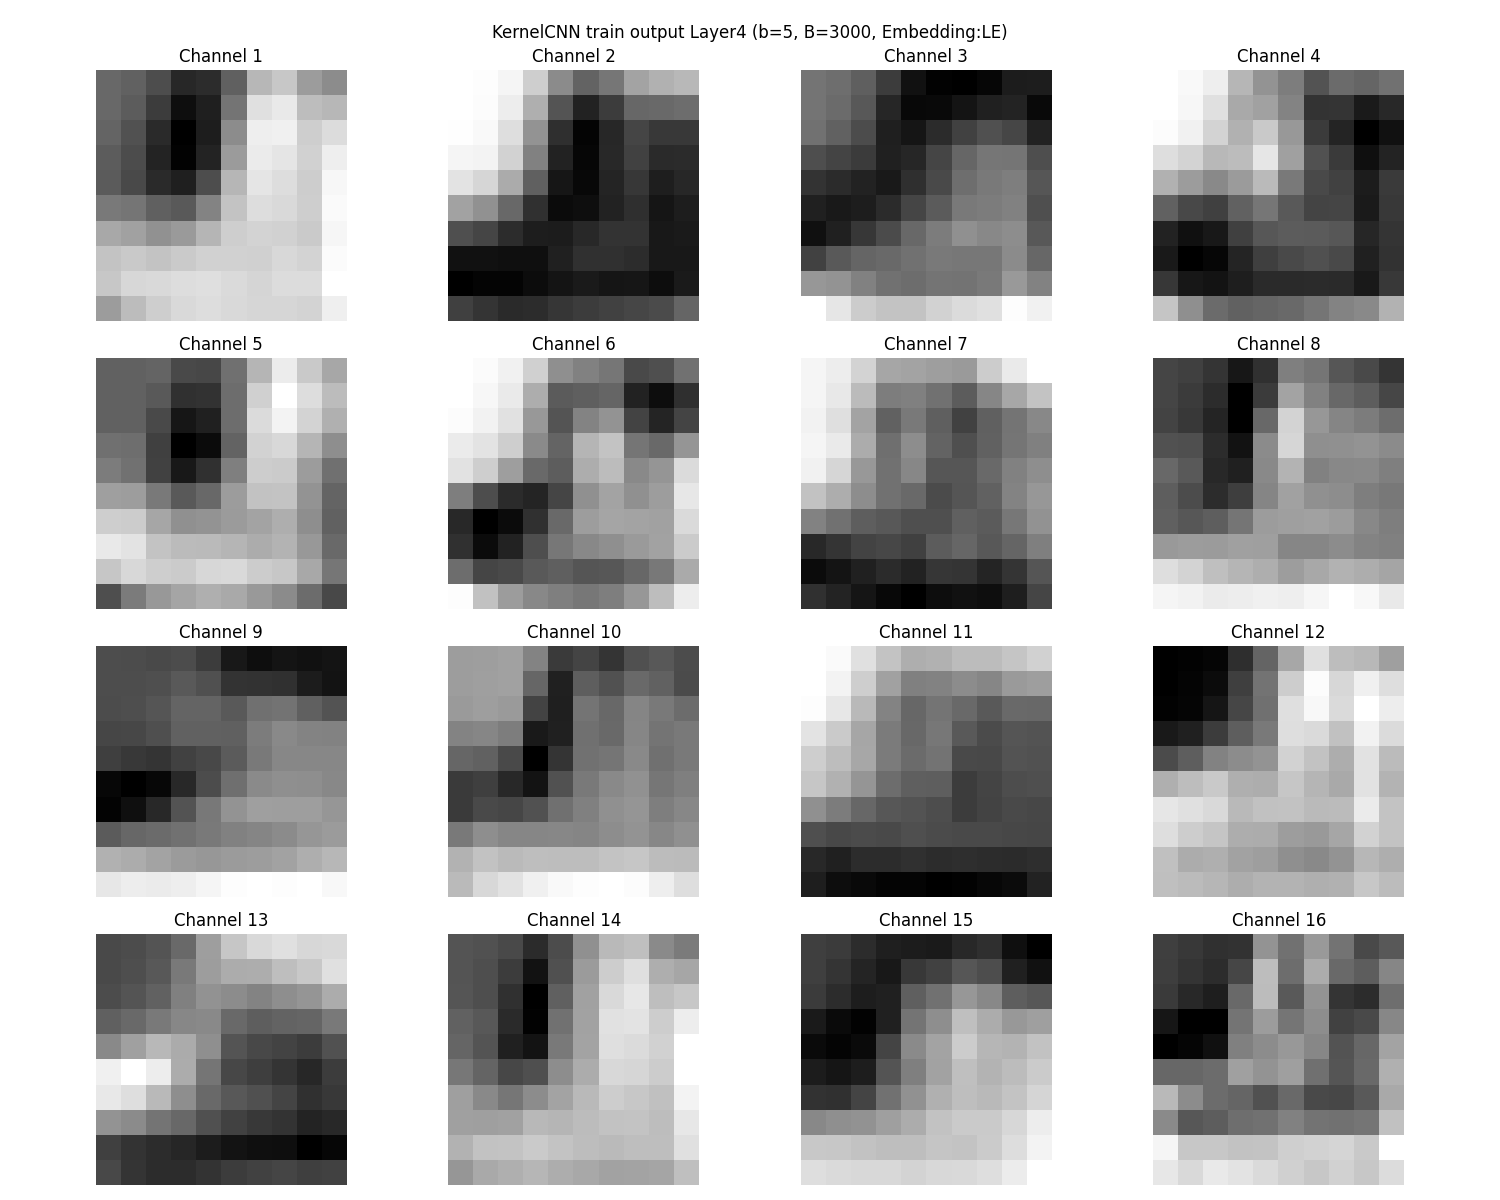 KernelCNN train output Layer4 (b=5, B=3000, Embedding:LE)
Channel 1
Channel 2
Channel 3
Channel 4
Channel 5
Channel 6
Channel 7
Channel 8
Channel 9
Channel 10
Channel 11
Channel 12
Channel 13
Channel 14
Channel 15
Channel 16